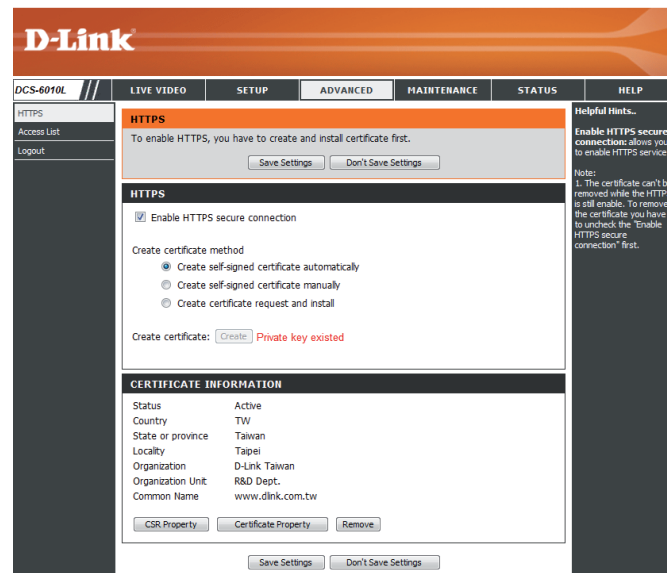 D-Link
DCS-6010L
LIVE VIDEO SETUP ADVANCED MAINTENANCE STATUS HELP
HTTPS
Access List
Logout
HTTPS
To enable HTTPS, you have to create and install certificate first.
Save Settings Don't Save Settings
HTTPS
Enable HTTPS secure connection
Create certificate method
Create self-signed certificate automatically
Create self-signed certificate manually
Create certificate request and install
Create certificate: Create Private key existed
CERTIFICATE INFORMATION
Status Active
Country TW
State or province Taiwan
Locality Taipei
Organization D-Link Taiwan
Organization Unit R&D Dept.
Common Name www.dlink.com.tw
CSR Property Certificate Property Remove
Save Settings Don't Save Settings
Helpful Hints..
Enable HTTPS secure
connection: allows you
to enable HTTPS service
Note:
1. The certificate can't b
removed while the HTTP
is still enable. To remove
the certificate you have
to uncheck the "Enable
HTTPS secure
connection" first.